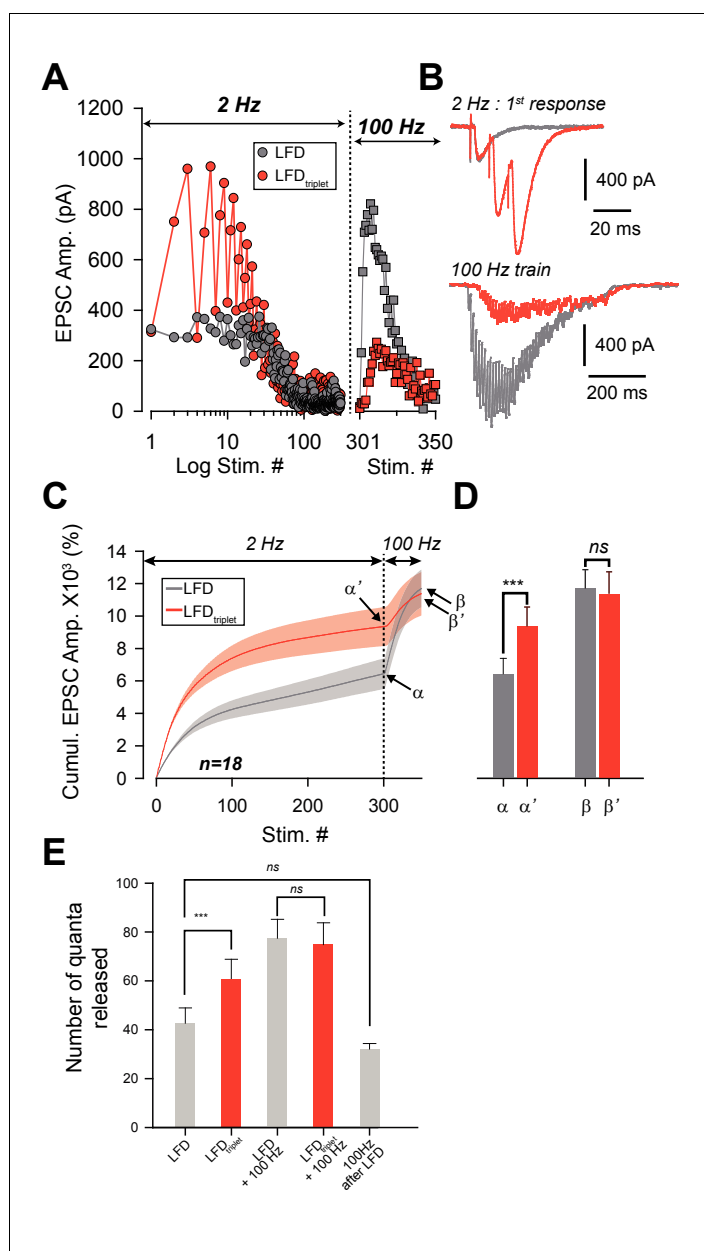 A
2 Hz
100 Hz
1200
1000
800
600
400
200
0
EPSC Amp. (pA)
LFD
LFDtriplet
1
10
100
Log Stim. #
301
350
Stim. #
B
2 Hz : 1st response
400 pA
20 ms
100 Hz train
400 pA
200 ms
C
2 Hz
100 Hz
14
12
10
8
6
4
2
0
Cumul. EPSC Amp. X10³ (%)
LFD
LFDtriplet
α'
β
β'
α
n=18
0
100
200
300
Stim. #
D
***
ns
α
α'
β
β'
E
ns
ns
***
100
80
60
40
20
0
Number of quanta
released
LFD
LFDtriplet
LFD
+ 100 Hz
LFDtriplet
+ 100 Hz
100Hz
after LFD